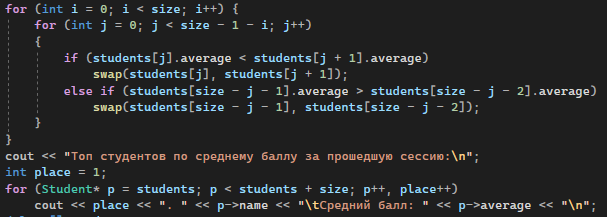 for (int i = 0; i < size; i++) {
    for (int j = 0; j < size - 1 - i; j++)
    {
        if (students[j].average < students[j + 1].average)
            swap(students[j], students[j + 1]);
        else if (students[size - j - 1].average > students[size - j - 2].average)
            swap(students[size - j - 1], students[size - j - 2]);
    }
}
cout << "Топ студентов по среднему баллу за прошедшую сессию:\n";
int place = 1;
for (Student* p = students; p < students + size; p++, place++)
    cout << place << ". " << p->name << "\tСредний балл: " << p->average << "\n";